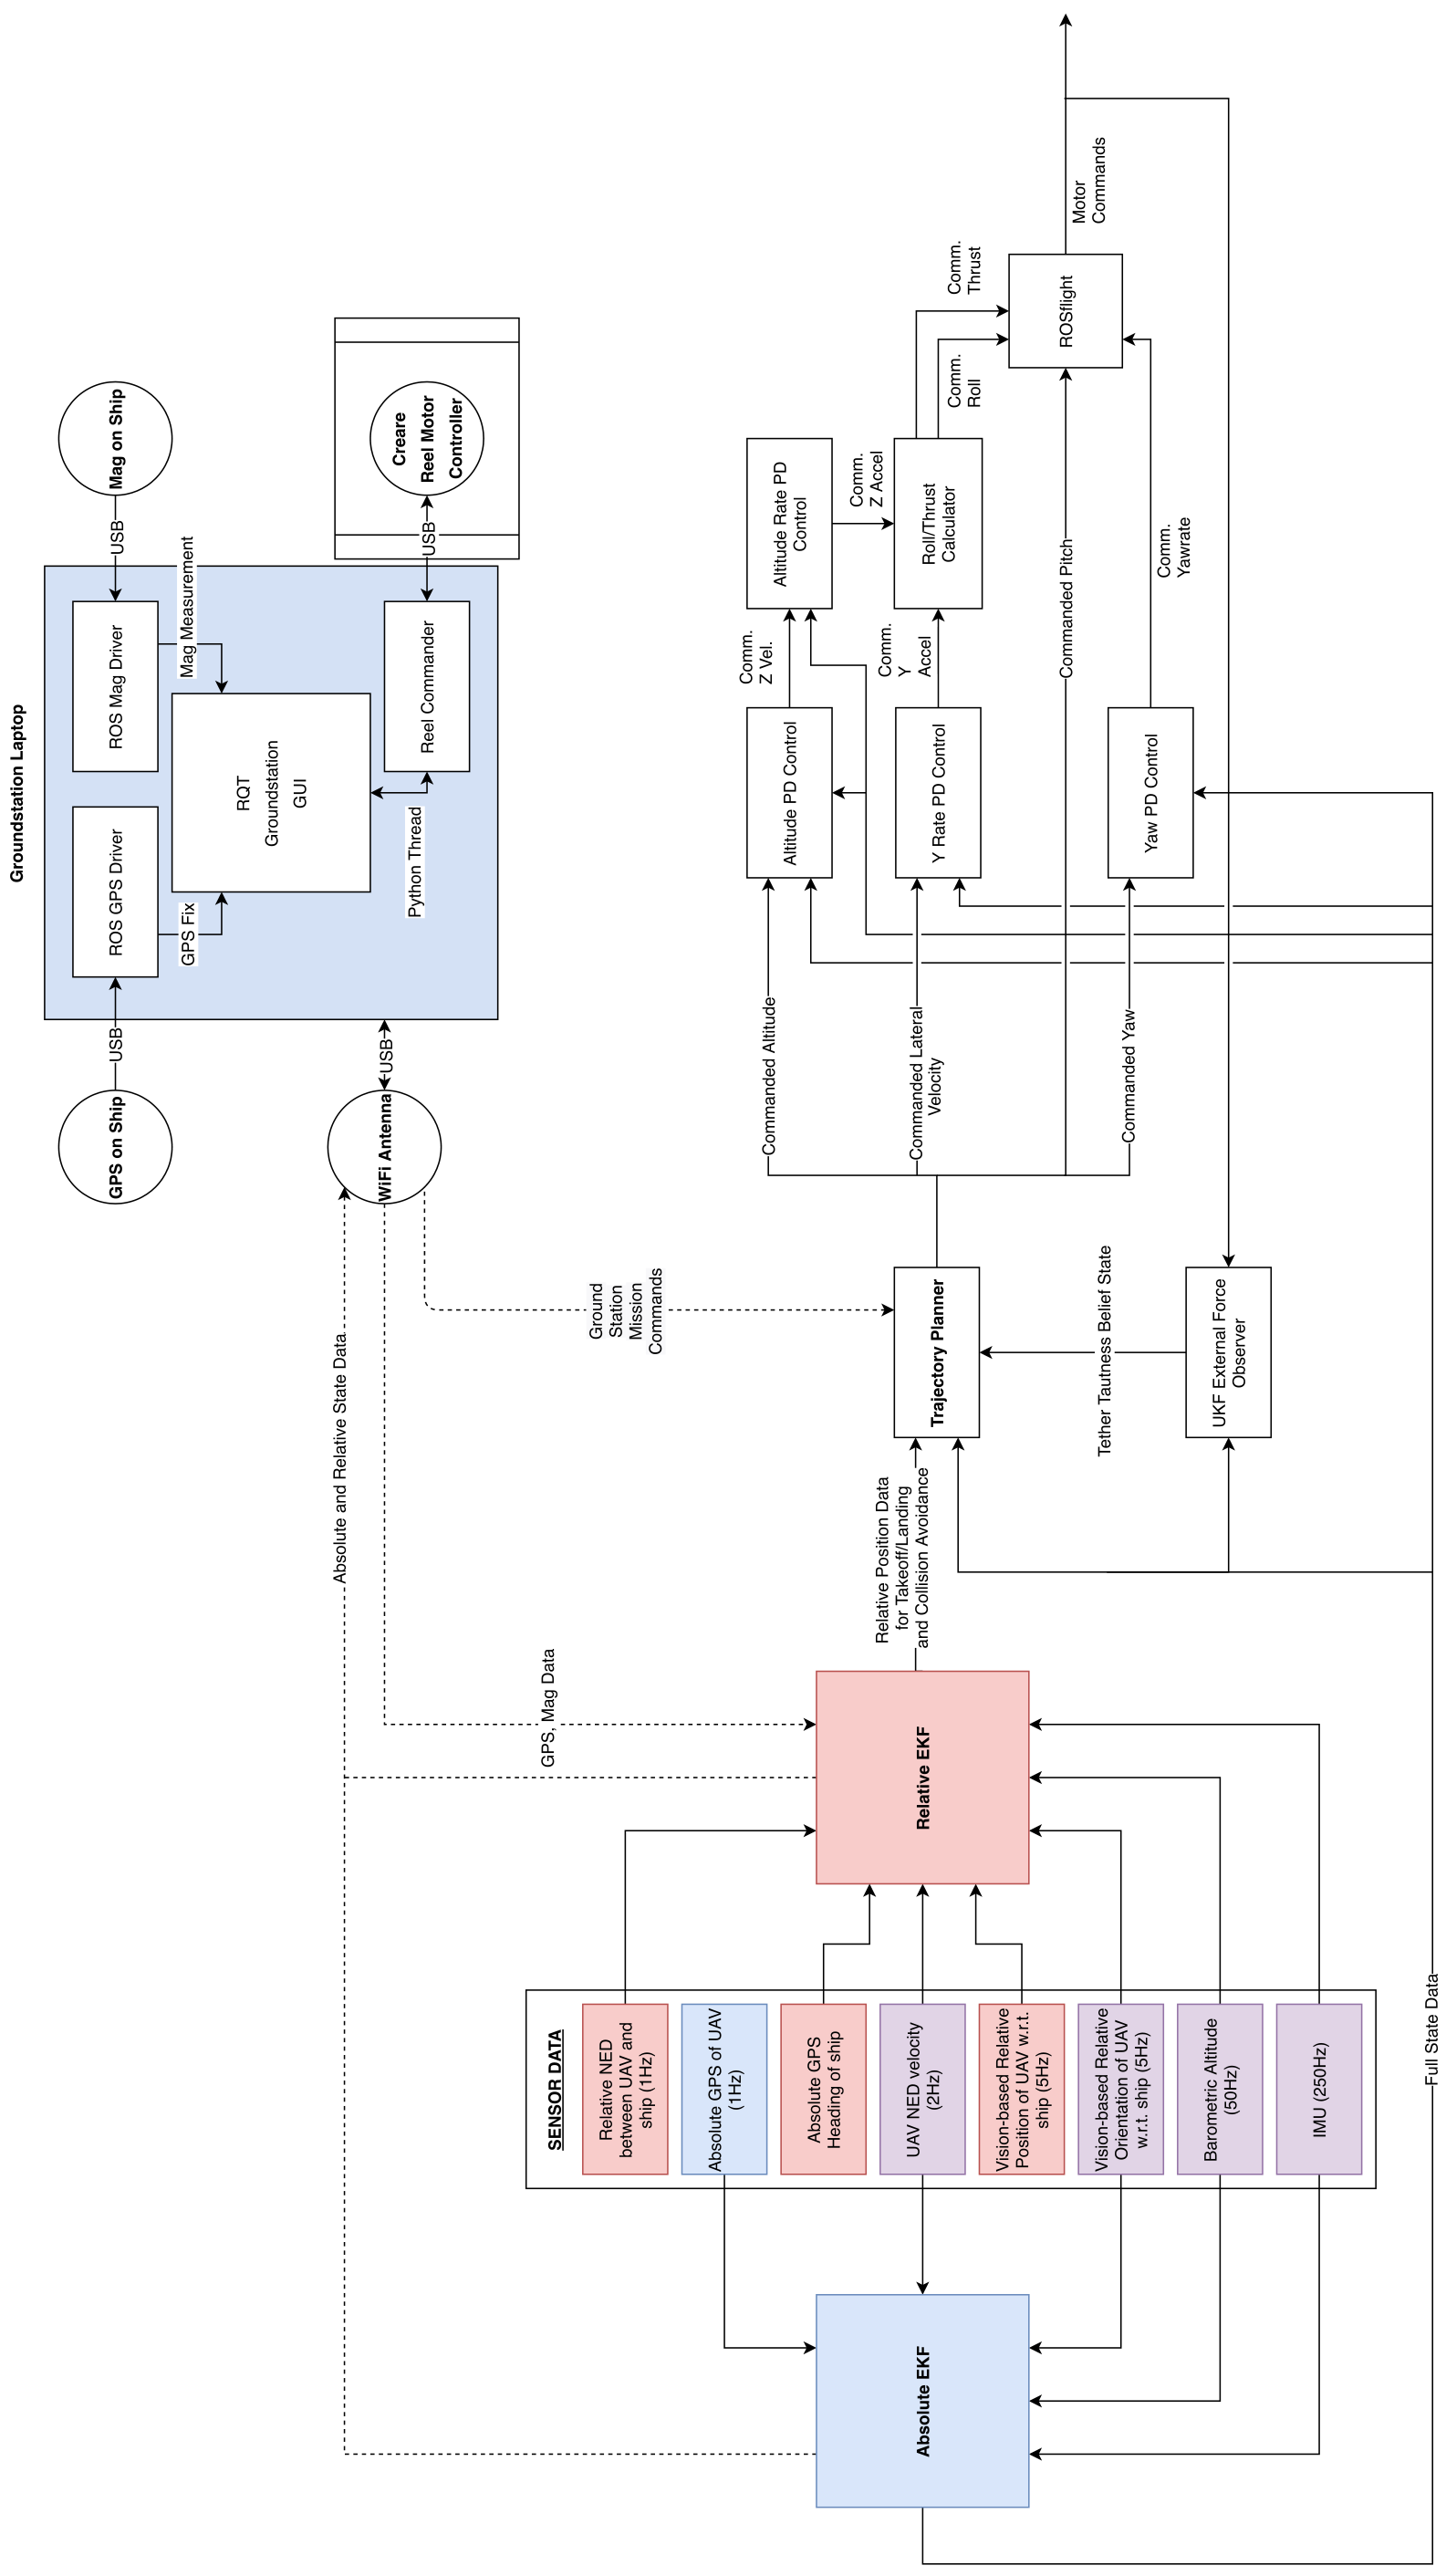 Groundstation Laptop
GPS on Ship
USB
ROS GPS Driver
GPS Fix
RQT
Groundstation
GUI
ROS Mag Driver
Mag Measurement
USB
Mag on Ship
Python Thread
Reel Commander
USB
Creare
Reel Motor
Controller
WiFi Antenna
USB
Absolute and Relative State Data
GPS, Mag Data
Ground
Station
Mission
Commands
SENSOR DATA
Relative NED
between UAV and
ship (1Hz)
Absolute GPS of UAV
(1Hz)
Absolute GPS
Heading of ship
UAV NED velocity
(2Hz)
Vision-based Relative
Position of UAV w.r.t.
ship (5Hz)
Vision-based Relative
Orientation of UAV
w.r.t. ship (5Hz)
Barometric Altitude
(50Hz)
IMU (250Hz)
Absolute EKF
Relative EKF
Relative Position Data
for Takeoff/Landing
and Collision Avoidance
Trajectory Planner
Tether Tautness Belief State
UKF External Force
Observer
Commanded Altitude
Commanded Lateral
Velocity
Commanded Pitch
Commanded Yaw
Altitude PD Control
Comm.
Z Vel.
Altitude Rate PD
Control
Comm.
Z Accel
Y Rate PD Control
Comm.
Y
Accel
Roll/Thrust
Calculator
Comm.
Thrust
Comm.
Roll
Yaw PD Control
Comm.
Yawrate
ROSflight
Motor
Commands
Full State Data